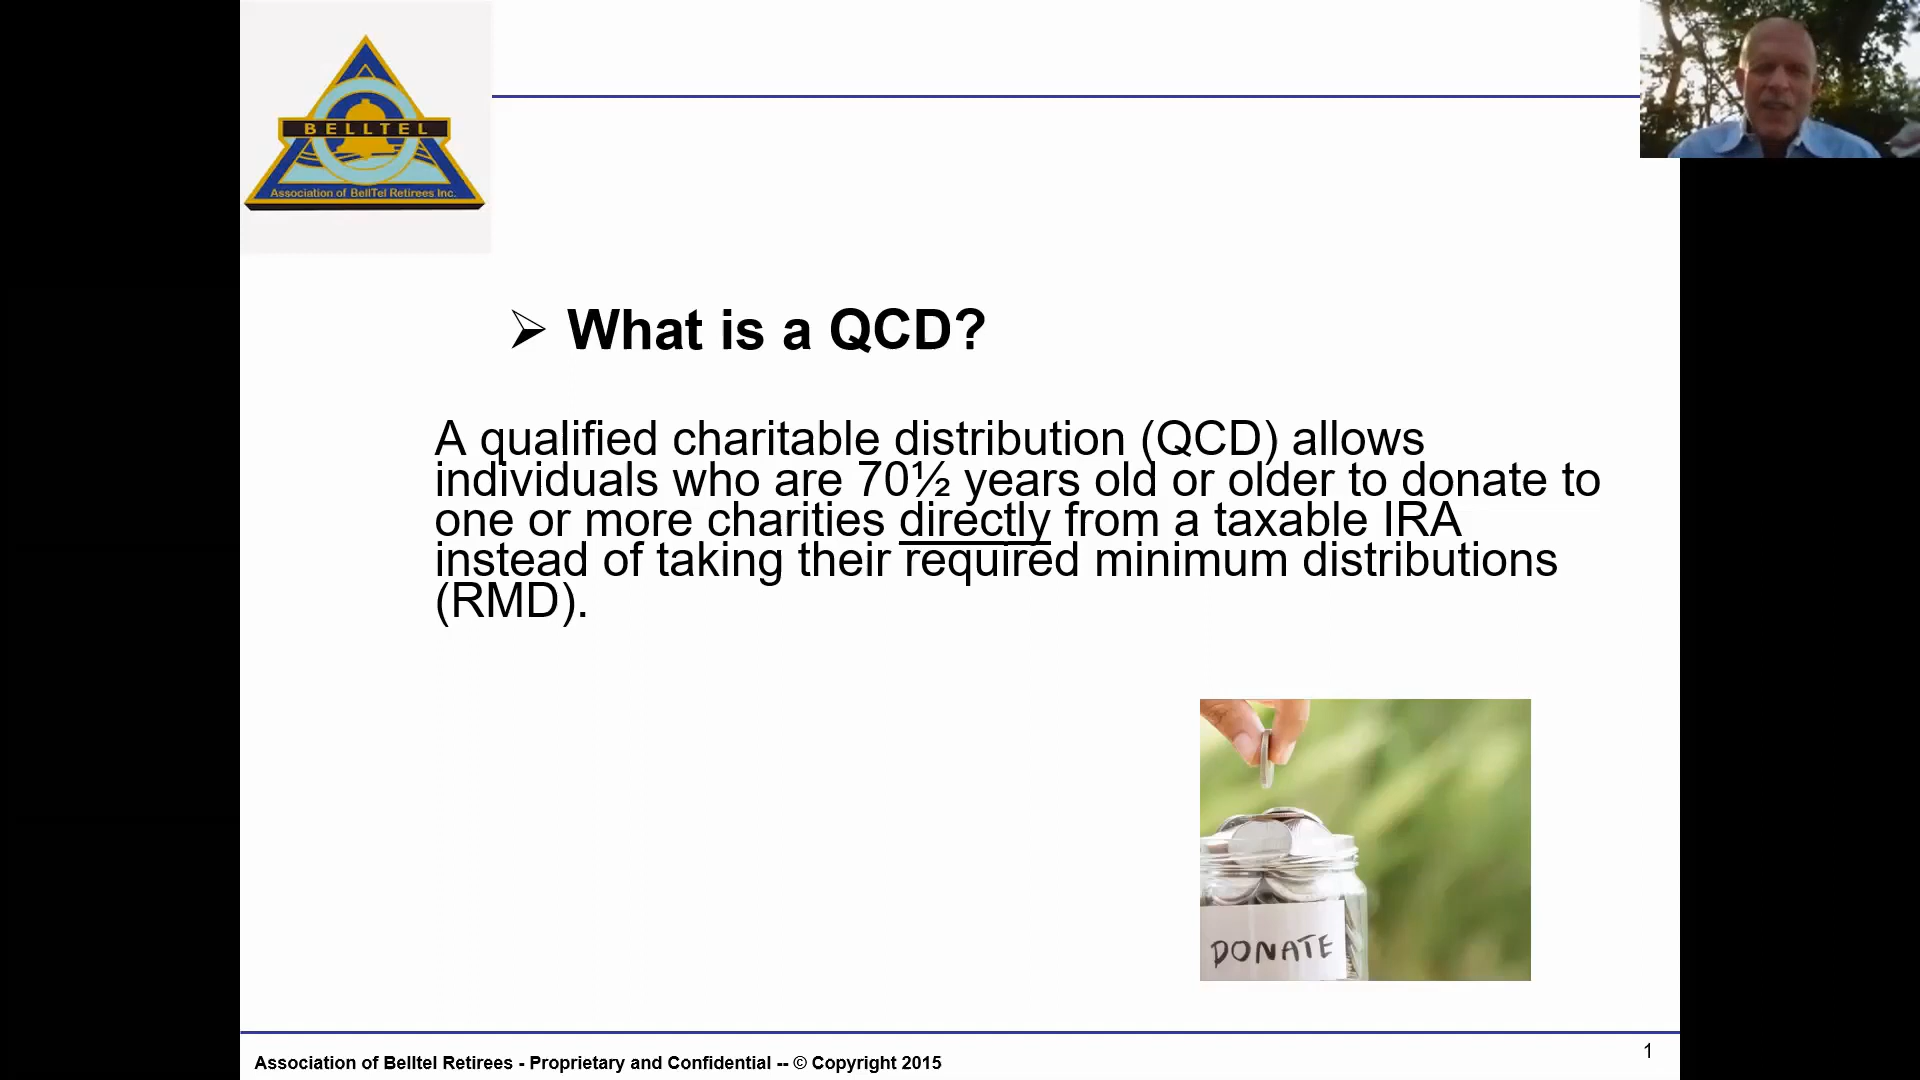 BELLTEL
Association of BellTel Retirees Inc.
➢ What is a QCD?
A qualified charitable distribution (QCD) allows
individuals who are 70½ years old or older to donate to
one or more charities directly from a taxable IRA
instead of taking their required minimum distributions
(RMD).
DONATE
Association of Belltel Retirees - Proprietary and Confidential -- © Copyright 2015
1